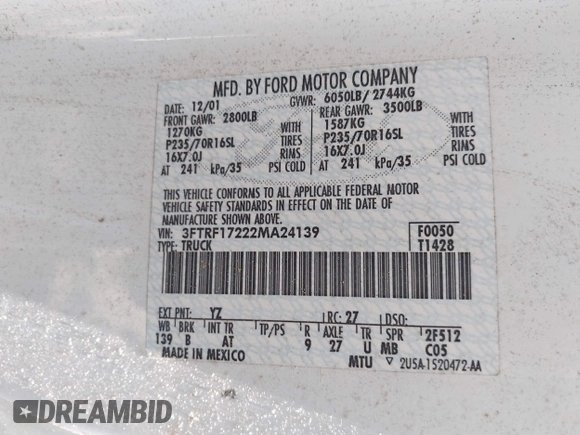 MFD. BY FORD MOTOR COMPANY
DATE: 12/01 GVWR: 6050LB/ 2744KG
FRONT GAWR: 2800LB REAR GAWR: 3500LB
1270KG WITH 1587KG WITH
P235/70R16SL TIRES P235/70R16SL TIRES
16X7.0J RIMS 16X7.0J RIMS
AT 241 kPa/35 PSI COLD AT 241 kPa/35 PSI COLD
THIS VEHICLE CONFORMS TO ALL APPLICABLE FEDERAL MOTOR
VEHICLE SAFETY STANDARDS IN EFFECT ON THE DATE OF
MANUFACTURE SHOWN ABOVE.
VIN: 3FTRF17222MA24139 F0050
TYPE: TRUCK T1428
EXT PNT: YZ RC: 27 DSO:
WB BRK INT TR TP/PS R AXLE TR SPR 2F512
139 B AT 9 27 U MB C05
MADE IN MEXICO MTU 2U5A-1520472-AA
DREAMBID